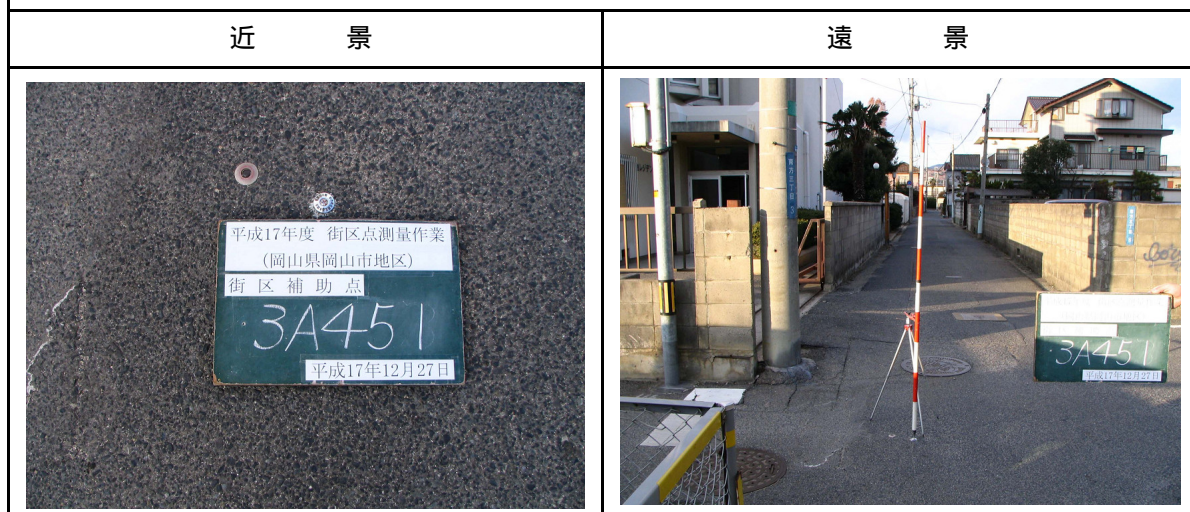 近 景
遠 景
平成17年度 街区点測量作業
(岡山県岡山市地区)
街区補助点
3A451
平成17年12月27日
3A451
平成17年12月27日